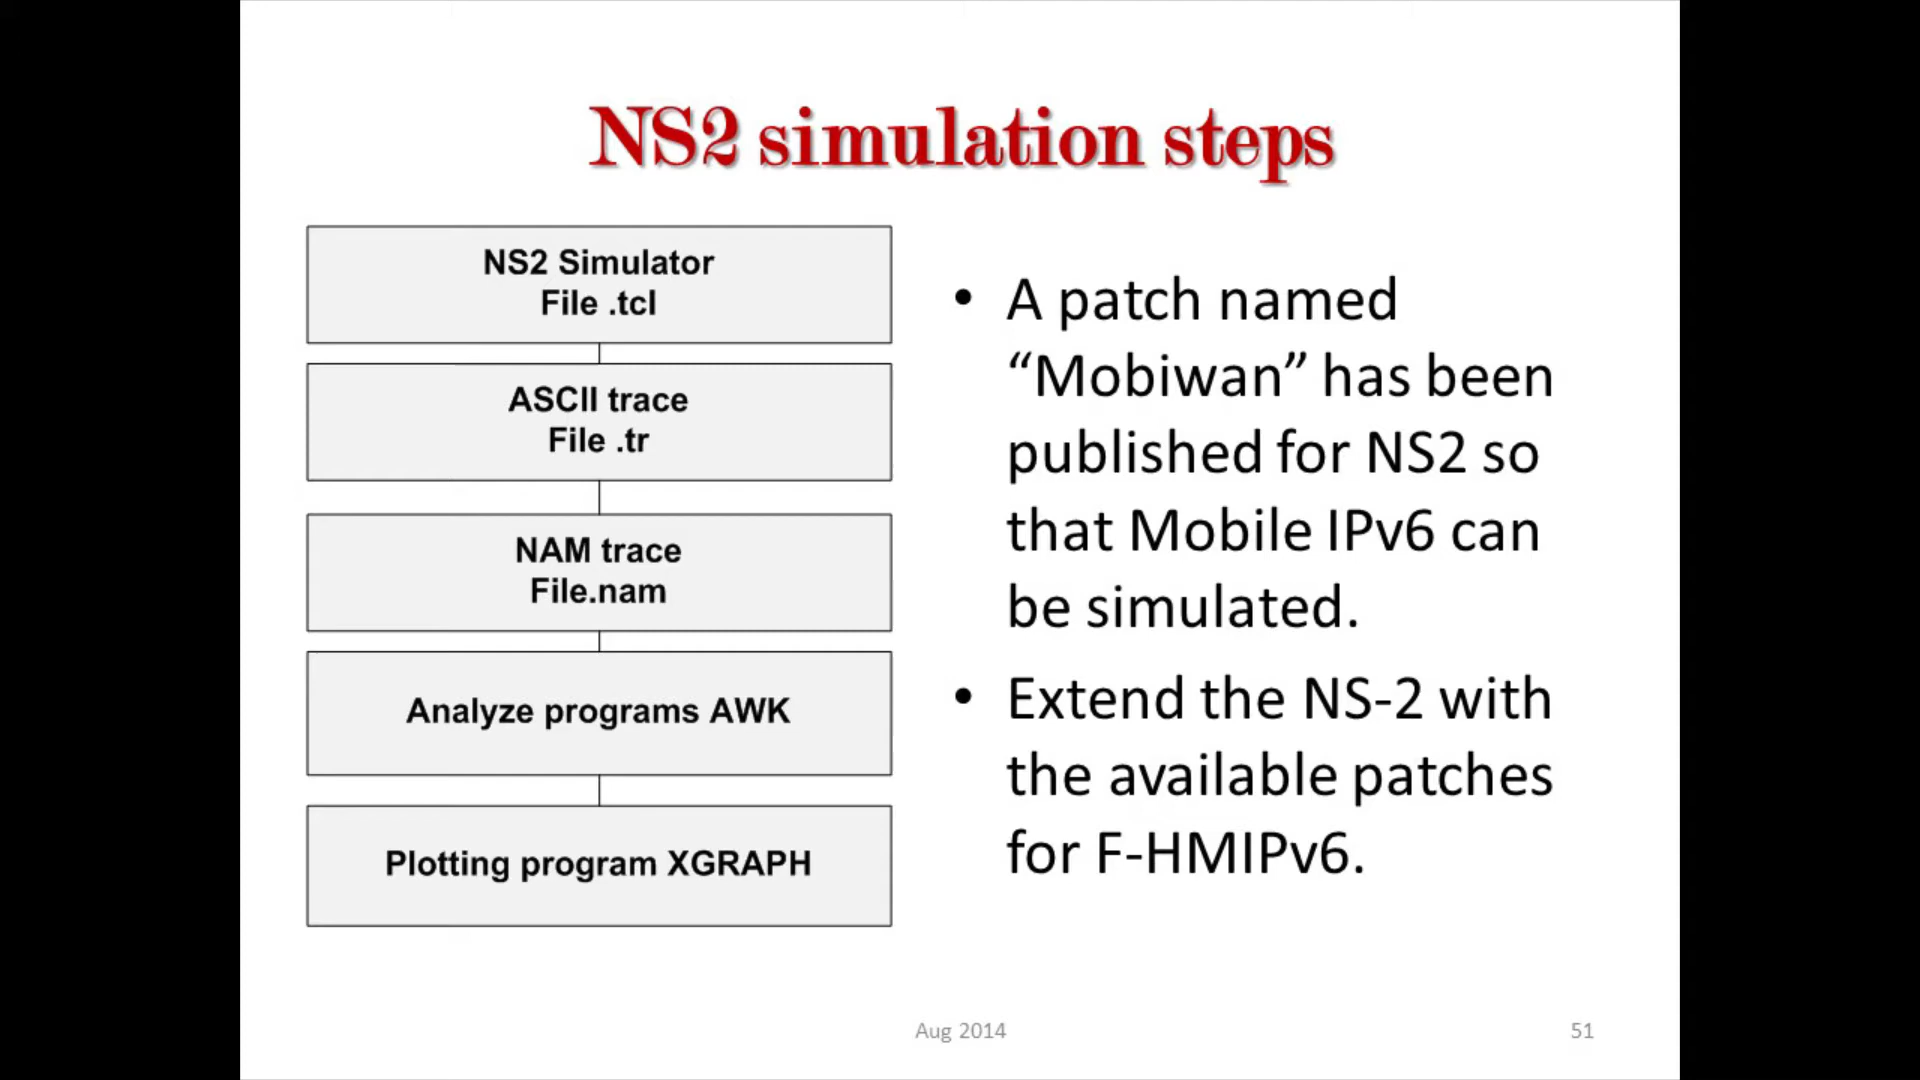 NS2 simulation steps
NS2 Simulator
File .tcl
ASCII trace
File .tr
NAM trace
File.nam
Analyze programs AWK
Plotting program XGRAPH
• A patch named
“Mobiwan” has been
published for NS2 so
that Mobile IPv6 can
be simulated.
• Extend the NS-2 with
the available patches
for F-HMIPv6.
Aug 2014
51